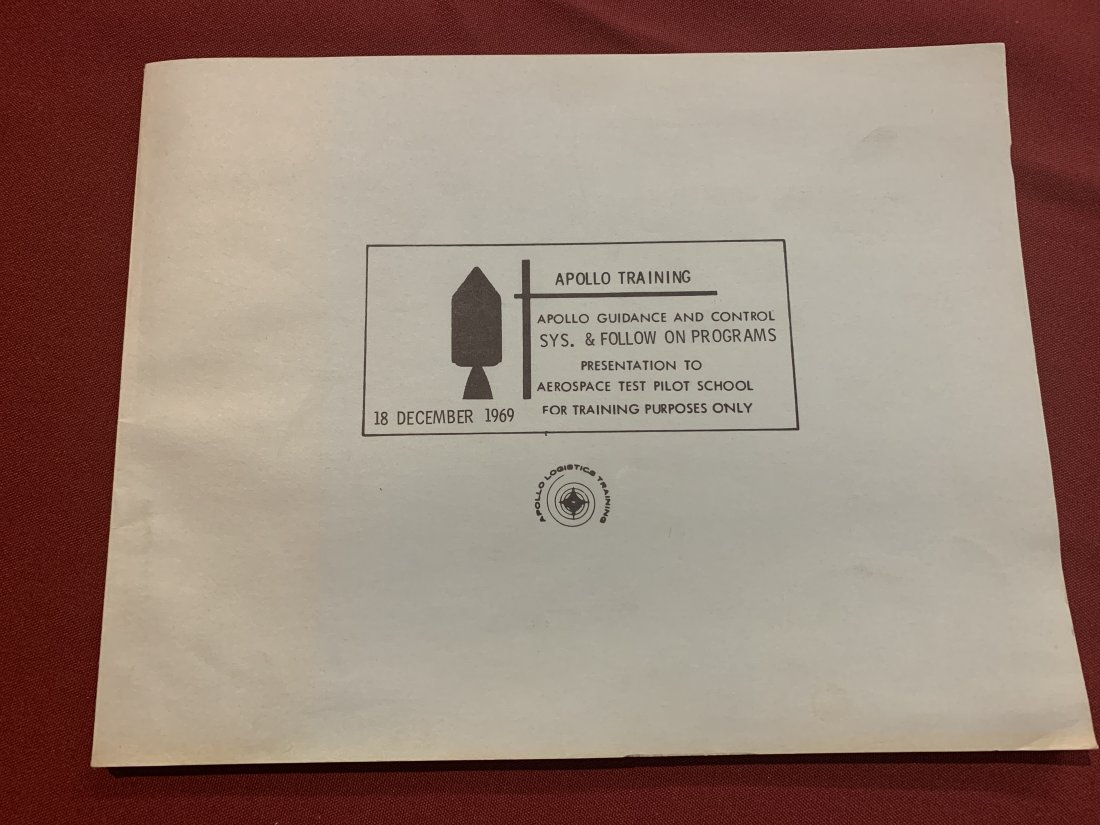 APOLLO TRAINING
APOLLO GUIDANCE AND CONTROL
SYS. & FOLLOW ON PROGRAMS
PRESENTATION TO
AEROSPACE TEST PILOT SCHOOL
FOR TRAINING PURPOSES ONLY
18 DECEMBER 1969
APOLLO LOGISTICS TRAINING